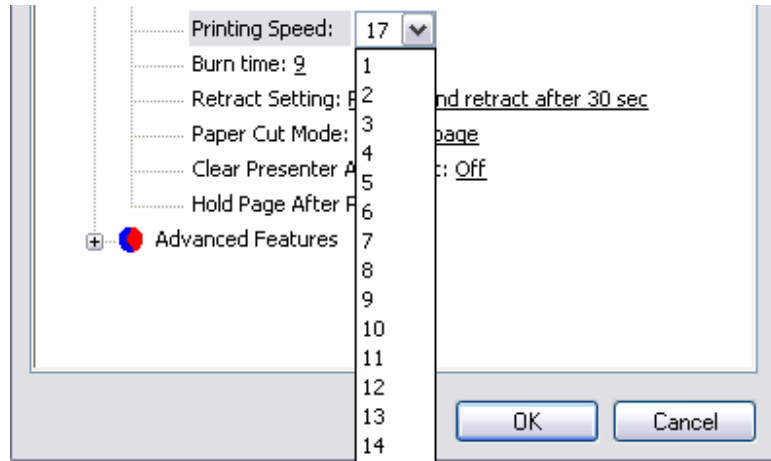 Printing Speed: 17
Burn time: 9
Retract Setting: nd retract after 30 sec
Paper Cut Mode: page
Clear Presenter : Off
Hold Page After
Advanced Features
1
2
3
4
5
6
7
8
9
10
11
12
13
14
OK Cancel